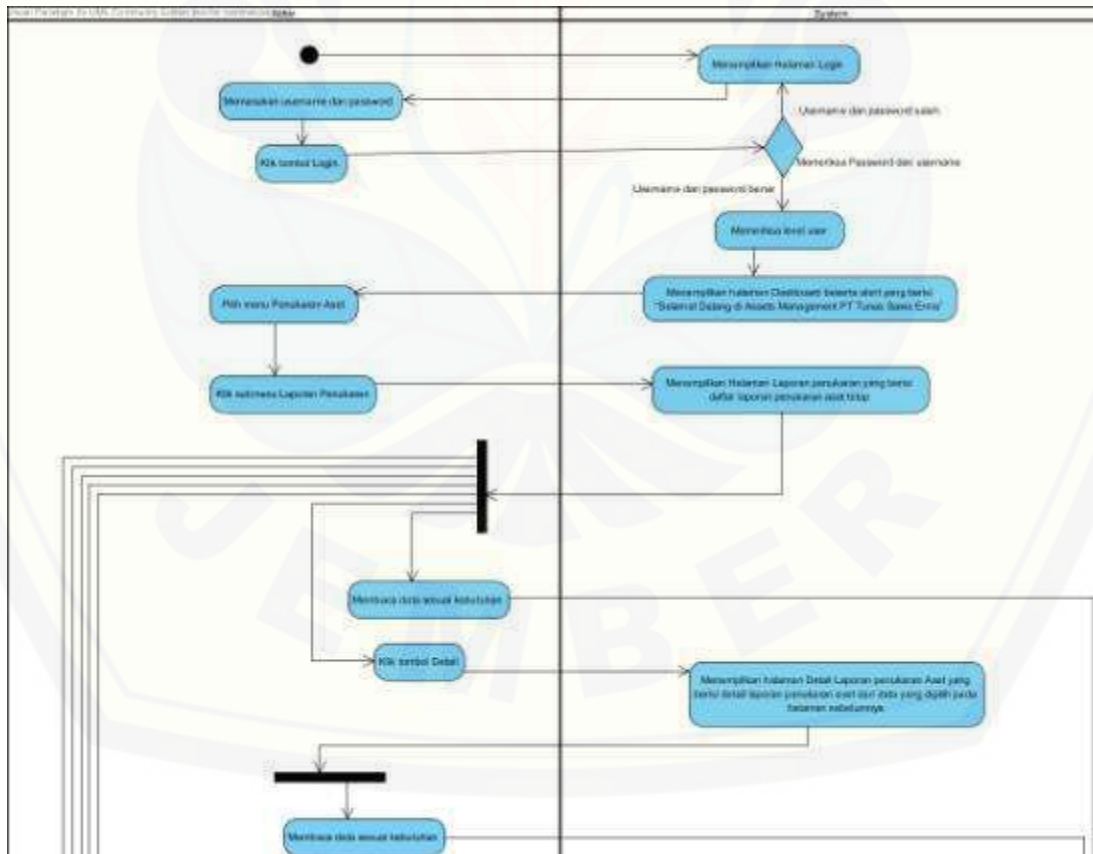 System
Menampilkan Halaman Login
Memasukan username dan password
Username dan password salah
Klik tombol Login
Memeriksa Password dan username
Username dan password benar
Memeriksa level user
Menampilkan halaman Dashboard beserta alert yang berisi
"Selamat Datang di Assets Management PT Tunas
Pilih menu Penukaran Aset
Menampilkan Halaman Laporan penukaran yang berisi
daftar laporan penukaran aset tetap
Klik submenu Laporan Penukaran
Membaca data sesuai kebutuhan
Klik tombol Detail
Menampilkan halaman Detail Laporan penukaran Aset yang
berisi detail laporan penukaran aset dari data yang dipilih pada
halaman sebelumnya
Membaca data sesuai kebutuhan
JEMBER